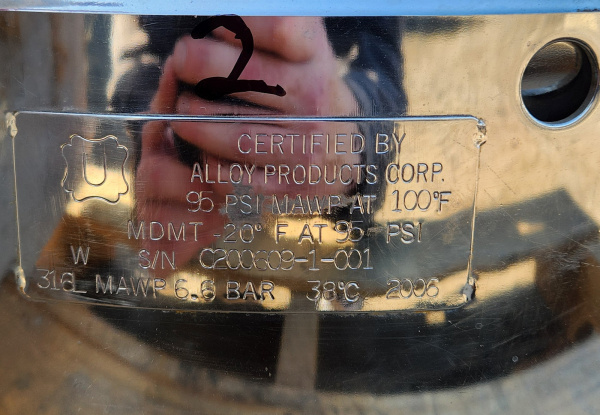 2
CERTIFIED BY
U
ALLOY PRODUCTS CORP.
95 PSI MAWP AT 100°F
MDMT -20° F AT 95 PSI
W S/N C200609-1-001
316L MAWP 6.6 BAR 38°C 2006